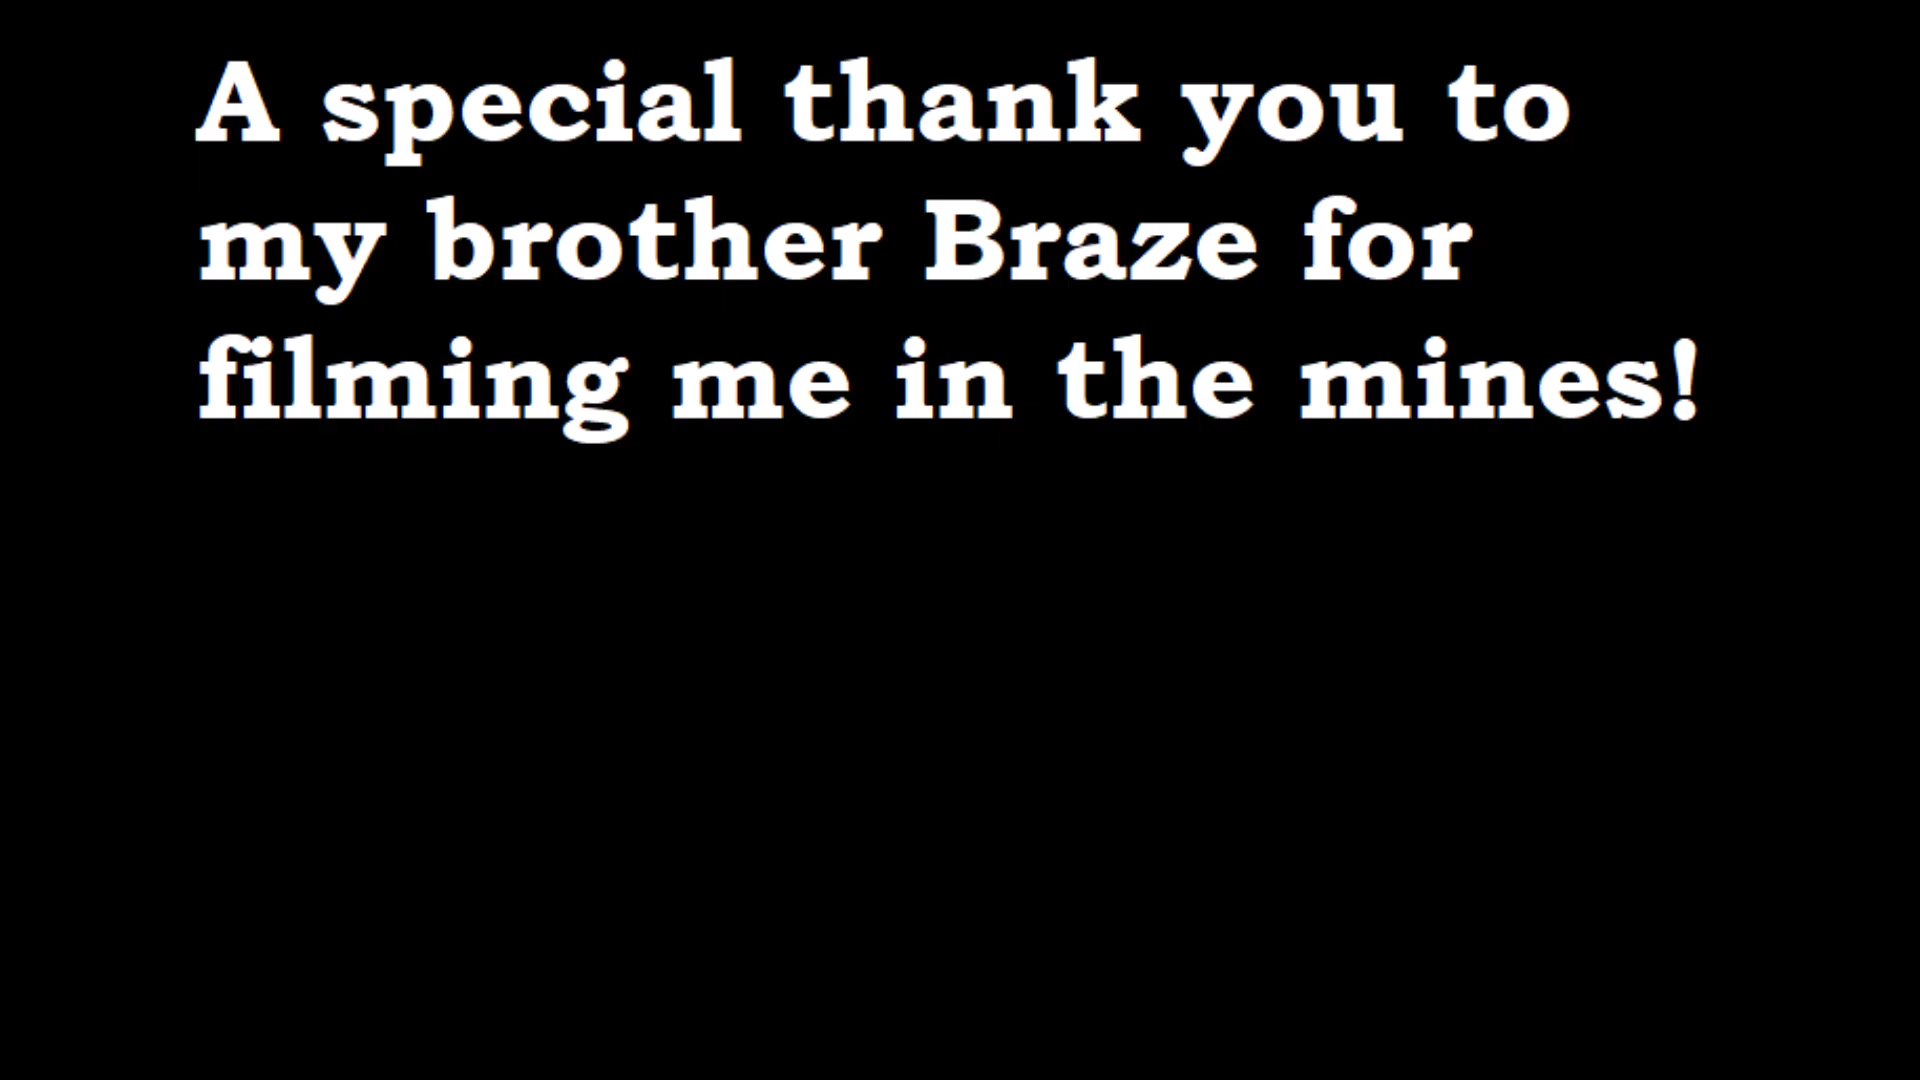 A special thank you to
my brother Braze for
filming me in the mines!